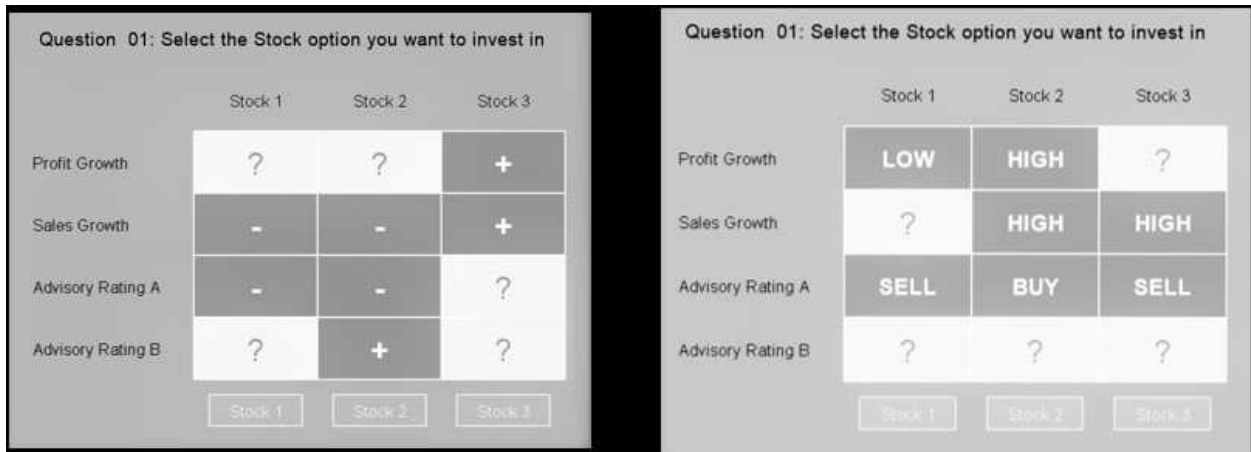 Question 01: Select the Stock option you want to invest in
Stock 1 Stock 2 Stock 3
Profit Growth ? ? +
Sales Growth - - +
Advisory Rating A - - ?
Advisory Rating B ? + ?
Stock 1 Stock 2 Stock 3
Question 01: Select the Stock option you want to invest in
Stock 1 Stock 2 Stock 3
Profit Growth LOW HIGH ?
Sales Growth ? HIGH HIGH
Advisory Rating A SELL BUY SELL
Advisory Rating B ? ? ?
Stock 1 Stock 2 Stock 3